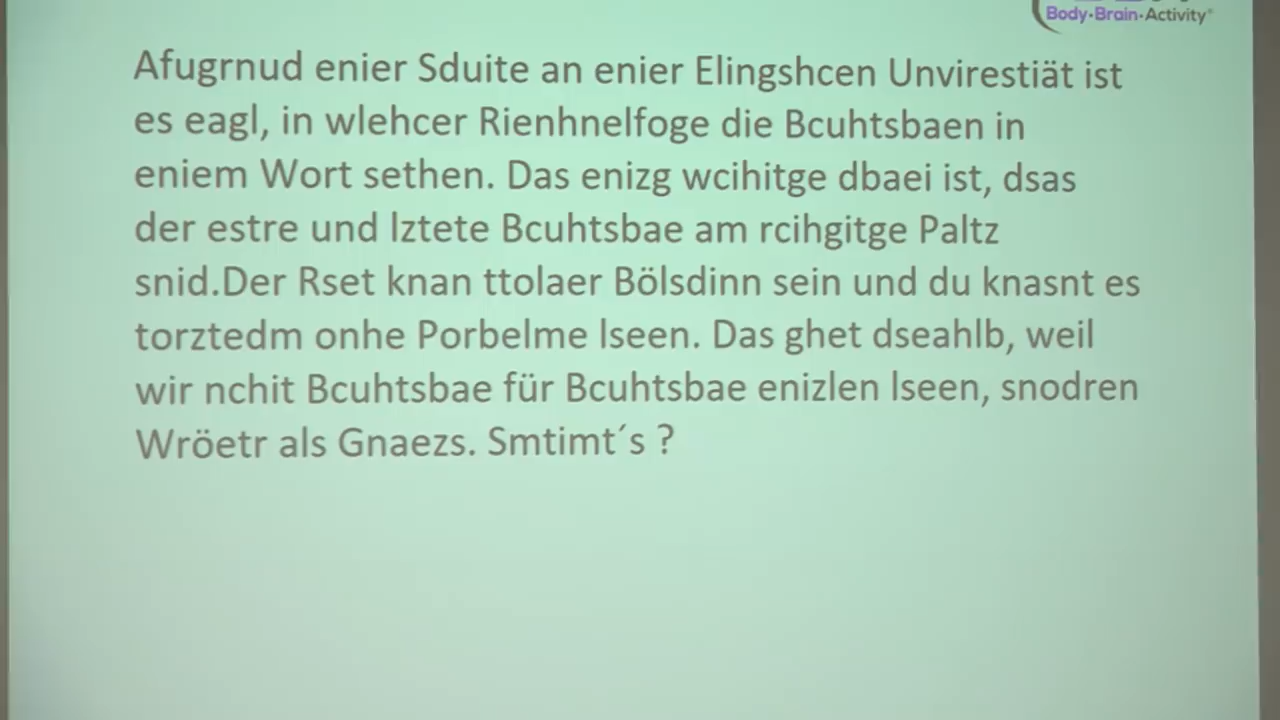 Body•Brain•Activity®
Afugrnud enier Sduite an enier Elingshcen Unvirestiät ist
es eagl, in wlehcer Rienhnelfoge die Bcuhtsbaen in
eniem Wort sethen. Das enizg wcihitge dbaei ist, dsas
der estre und lztete Bcuhtsbae am rcihgitge Paltz
snid.Der Rset knan ttolaer Bölsdinn sein und du knasnt es
torztedm onhe Porbelme lseen. Das ghet dseahlb, weil
wir nchit Bcuhtsbae für Bcuhtsbae enizlen lseen, snodren
Wröetr als Gnaezs. Smtimt´s ?